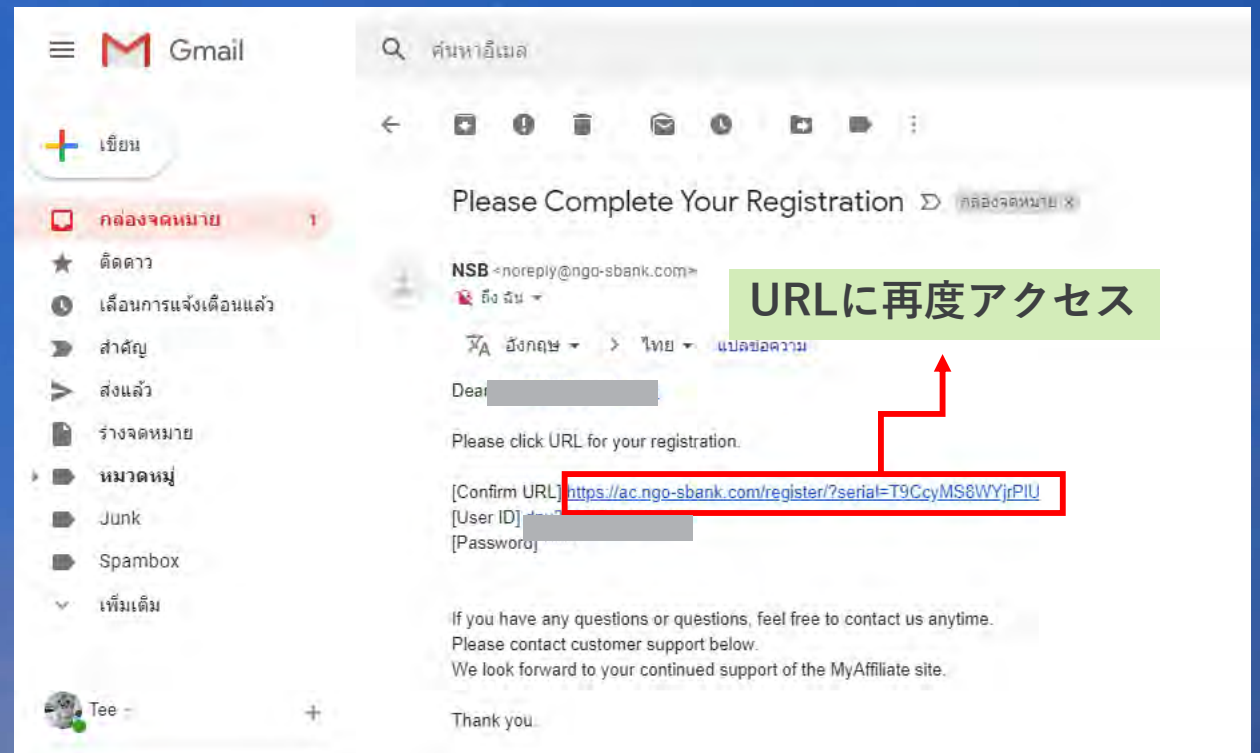 Gmail
ค้นหาอีเมล
เขียน
กล่องจดหมาย 1
ติดดาว
เลื่อนการแจ้งเตือนแล้ว
สำคัญ
ส่งแล้ว
ร่างจดหมาย
หมวดหมู่
Junk
Spambox
เพิ่มเติม
Tee -
Please Complete Your Registration กล่องจดหมาย x
NSB <noreply@ngo-sbank.com>
ถึง ฉัน
URLに再度アクセス
อังกฤษ > ไทย แปลข้อความ
Dear
Please click URL for your registration.
[Confirm URL] https://ac.ngo-sbank.com/register/?serial=T9CcyMS8WYjrPIU
[User ID]
[Password]
If you have any questions or questions, feel free to contact us anytime.
Please contact customer support below.
We look forward to your continued support of the MyAffiliate site.
Thank you.